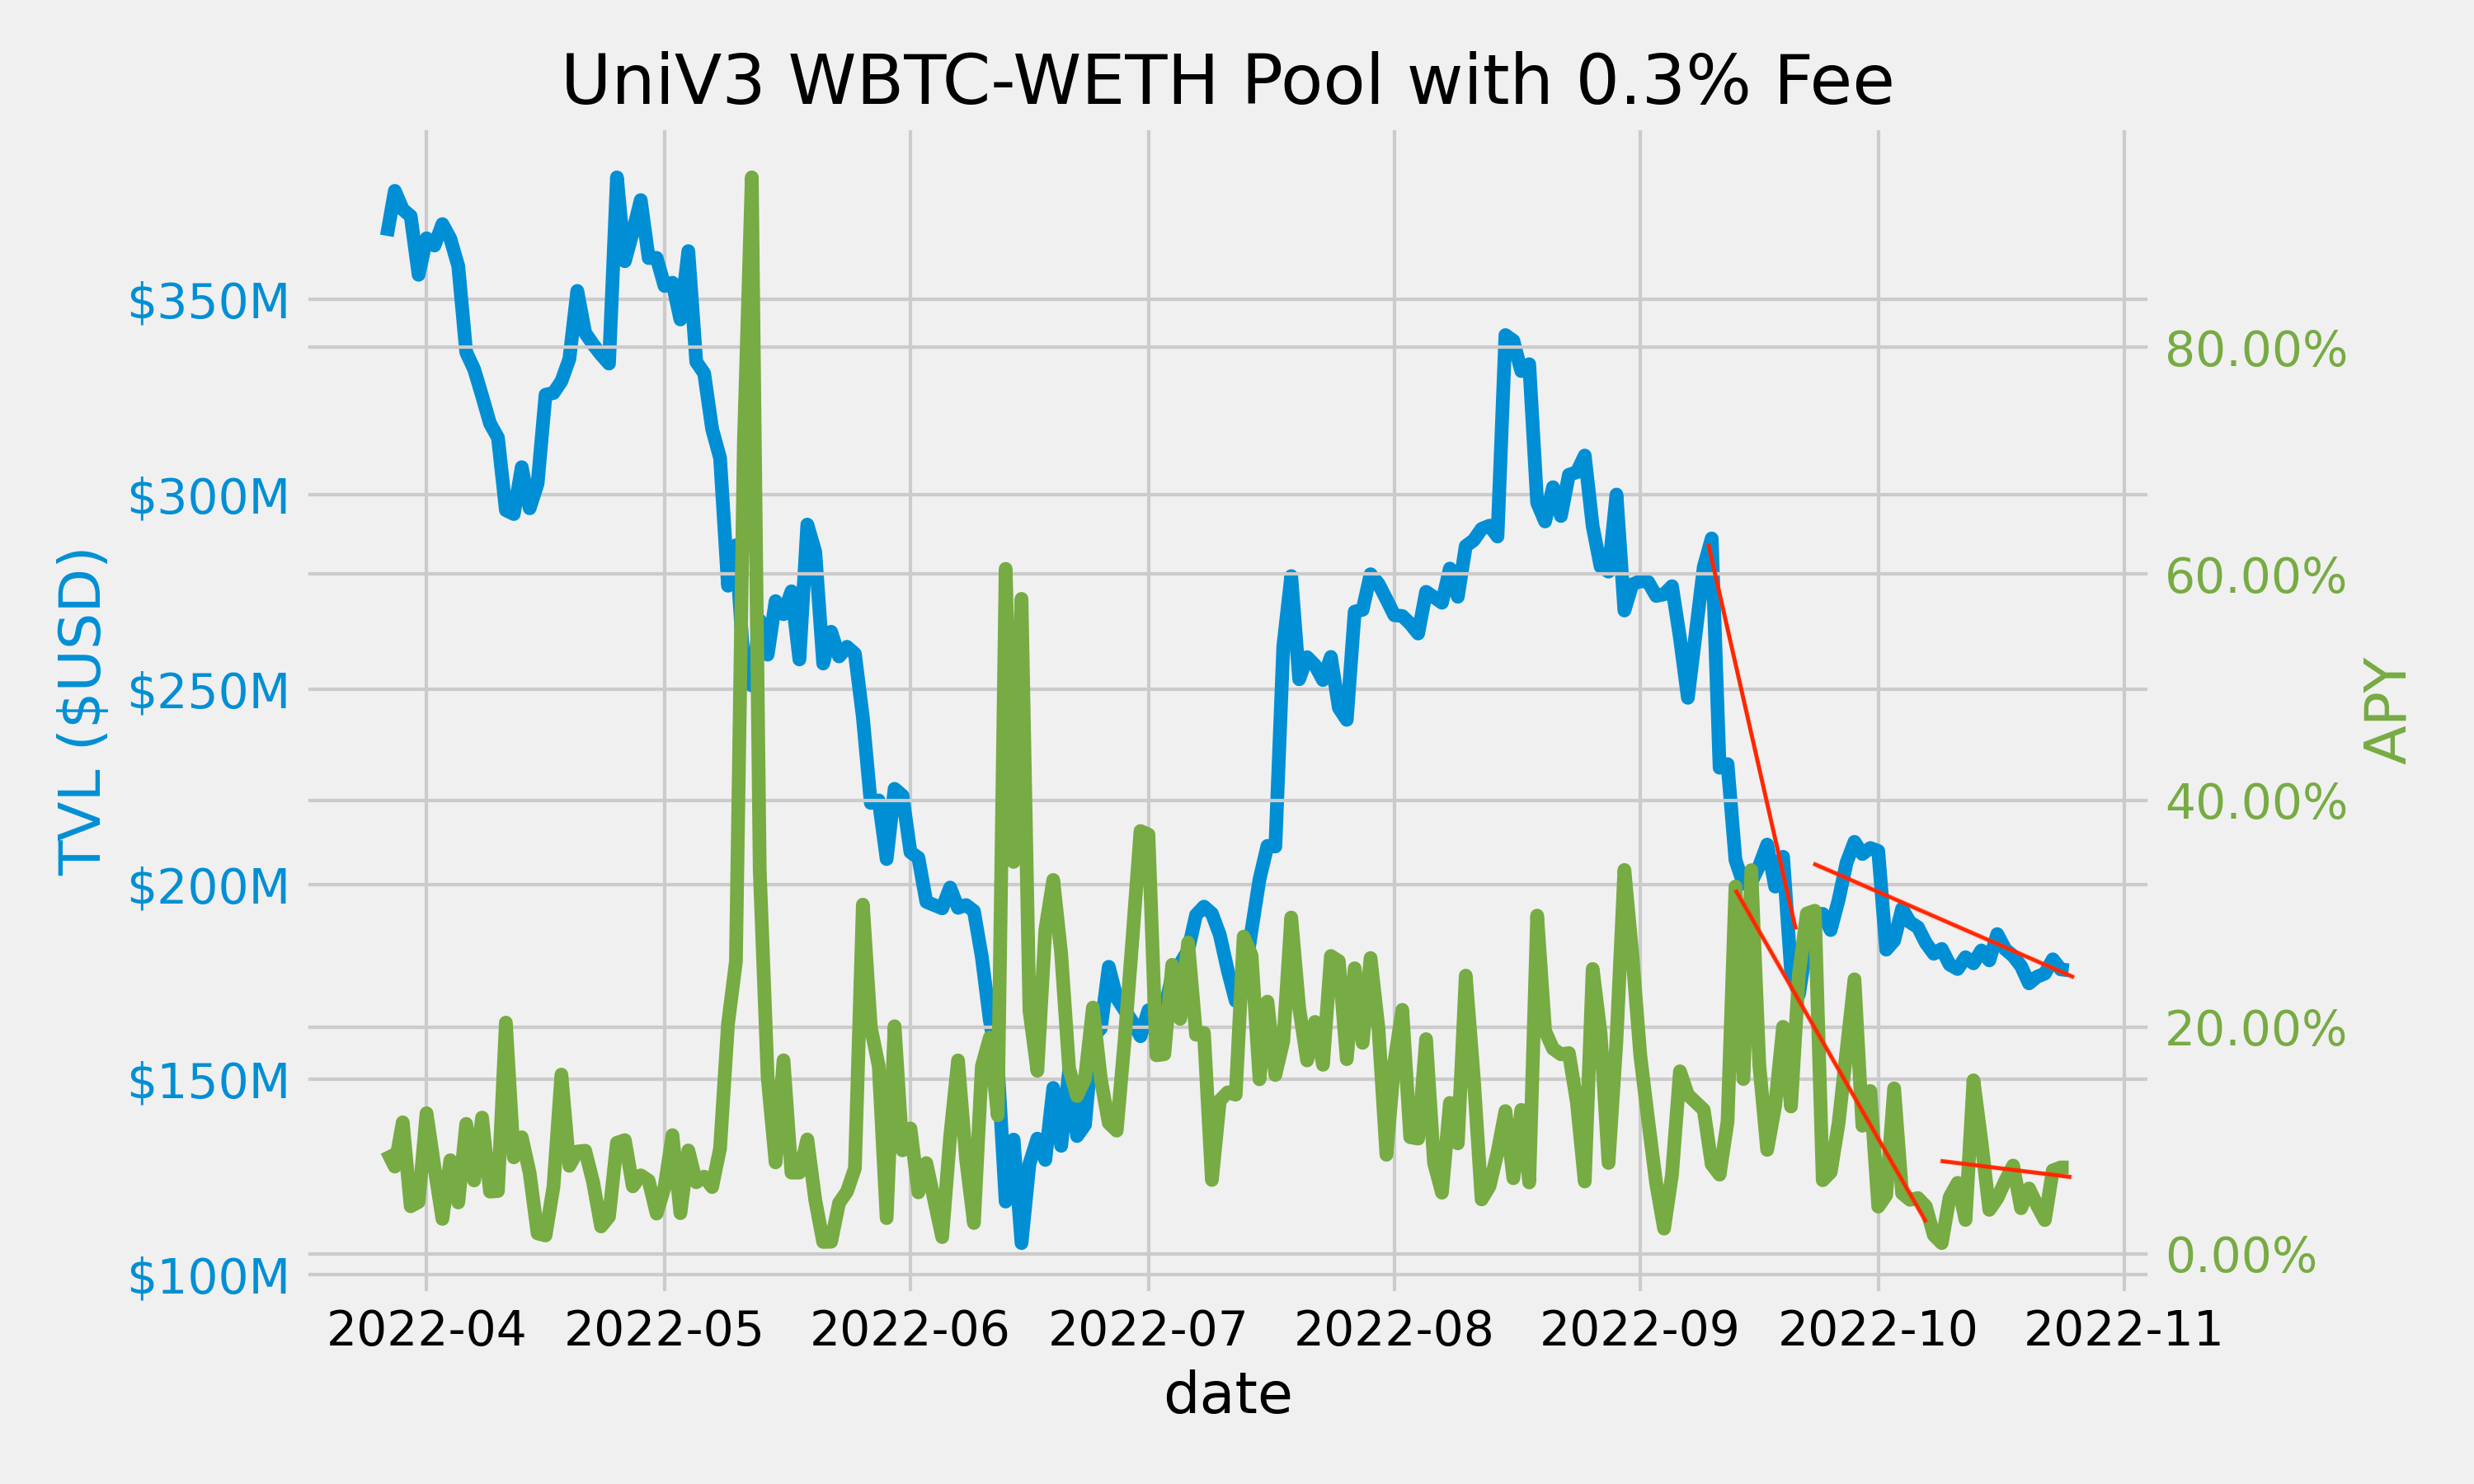 UniV3 WBTC-WETH Pool with 0.3% Fee
TVL ($USD)
$350M
$300M
$250M
$200M
$150M
$100M
80.00%
60.00%
40.00%
20.00%
0.00%
APY
2022-04 2022-05 2022-06 2022-07 2022-08 2022-09 2022-10 2022-11
date